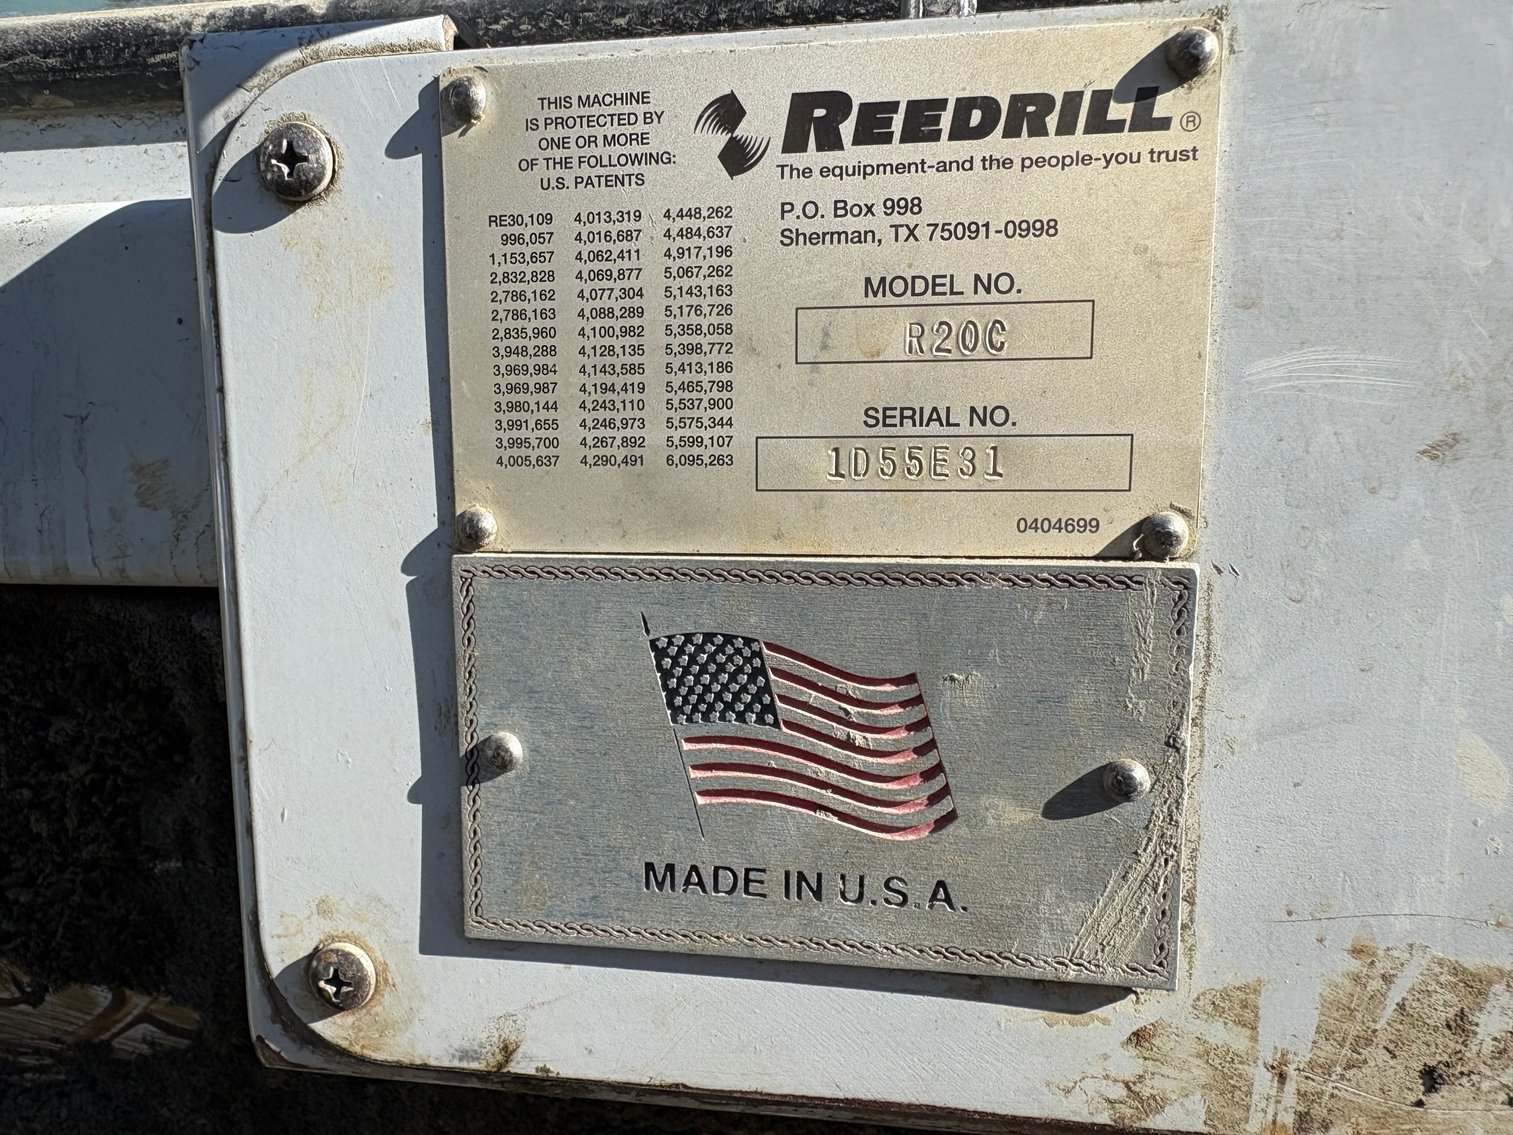 THIS MACHINE
IS PROTECTED BY
ONE OR MORE
OF THE FOLLOWING:
U.S. PATENTS
RE30,109 4,013,319 4,448,262
996,057 4,016,687 4,484,637
1,153,657 4,062,411 4,917,196
2,832,828 4,069,877 5,067,262
2,786,162 4,077,304 5,143,163
2,786,163 4,088,289 5,176,726
2,835,960 4,100,982 5,358,058
3,948,288 4,128,135 5,398,772
3,969,984 4,143,585 5,413,186
3,969,987 4,194,419 5,465,798
3,980,144 4,243,110 5,537,900
3,991,655 4,246,973 5,575,344
3,995,700 4,267,892 5,599,107
4,005,637 4,290,491 6,095,263
REEDRILL®
The equipment-and the people-you trust
P.O. Box 998
Sherman, TX 75091-0998
MODEL NO.
R20C
SERIAL NO.
1D55E31
0404699
MADE IN U.S.A.